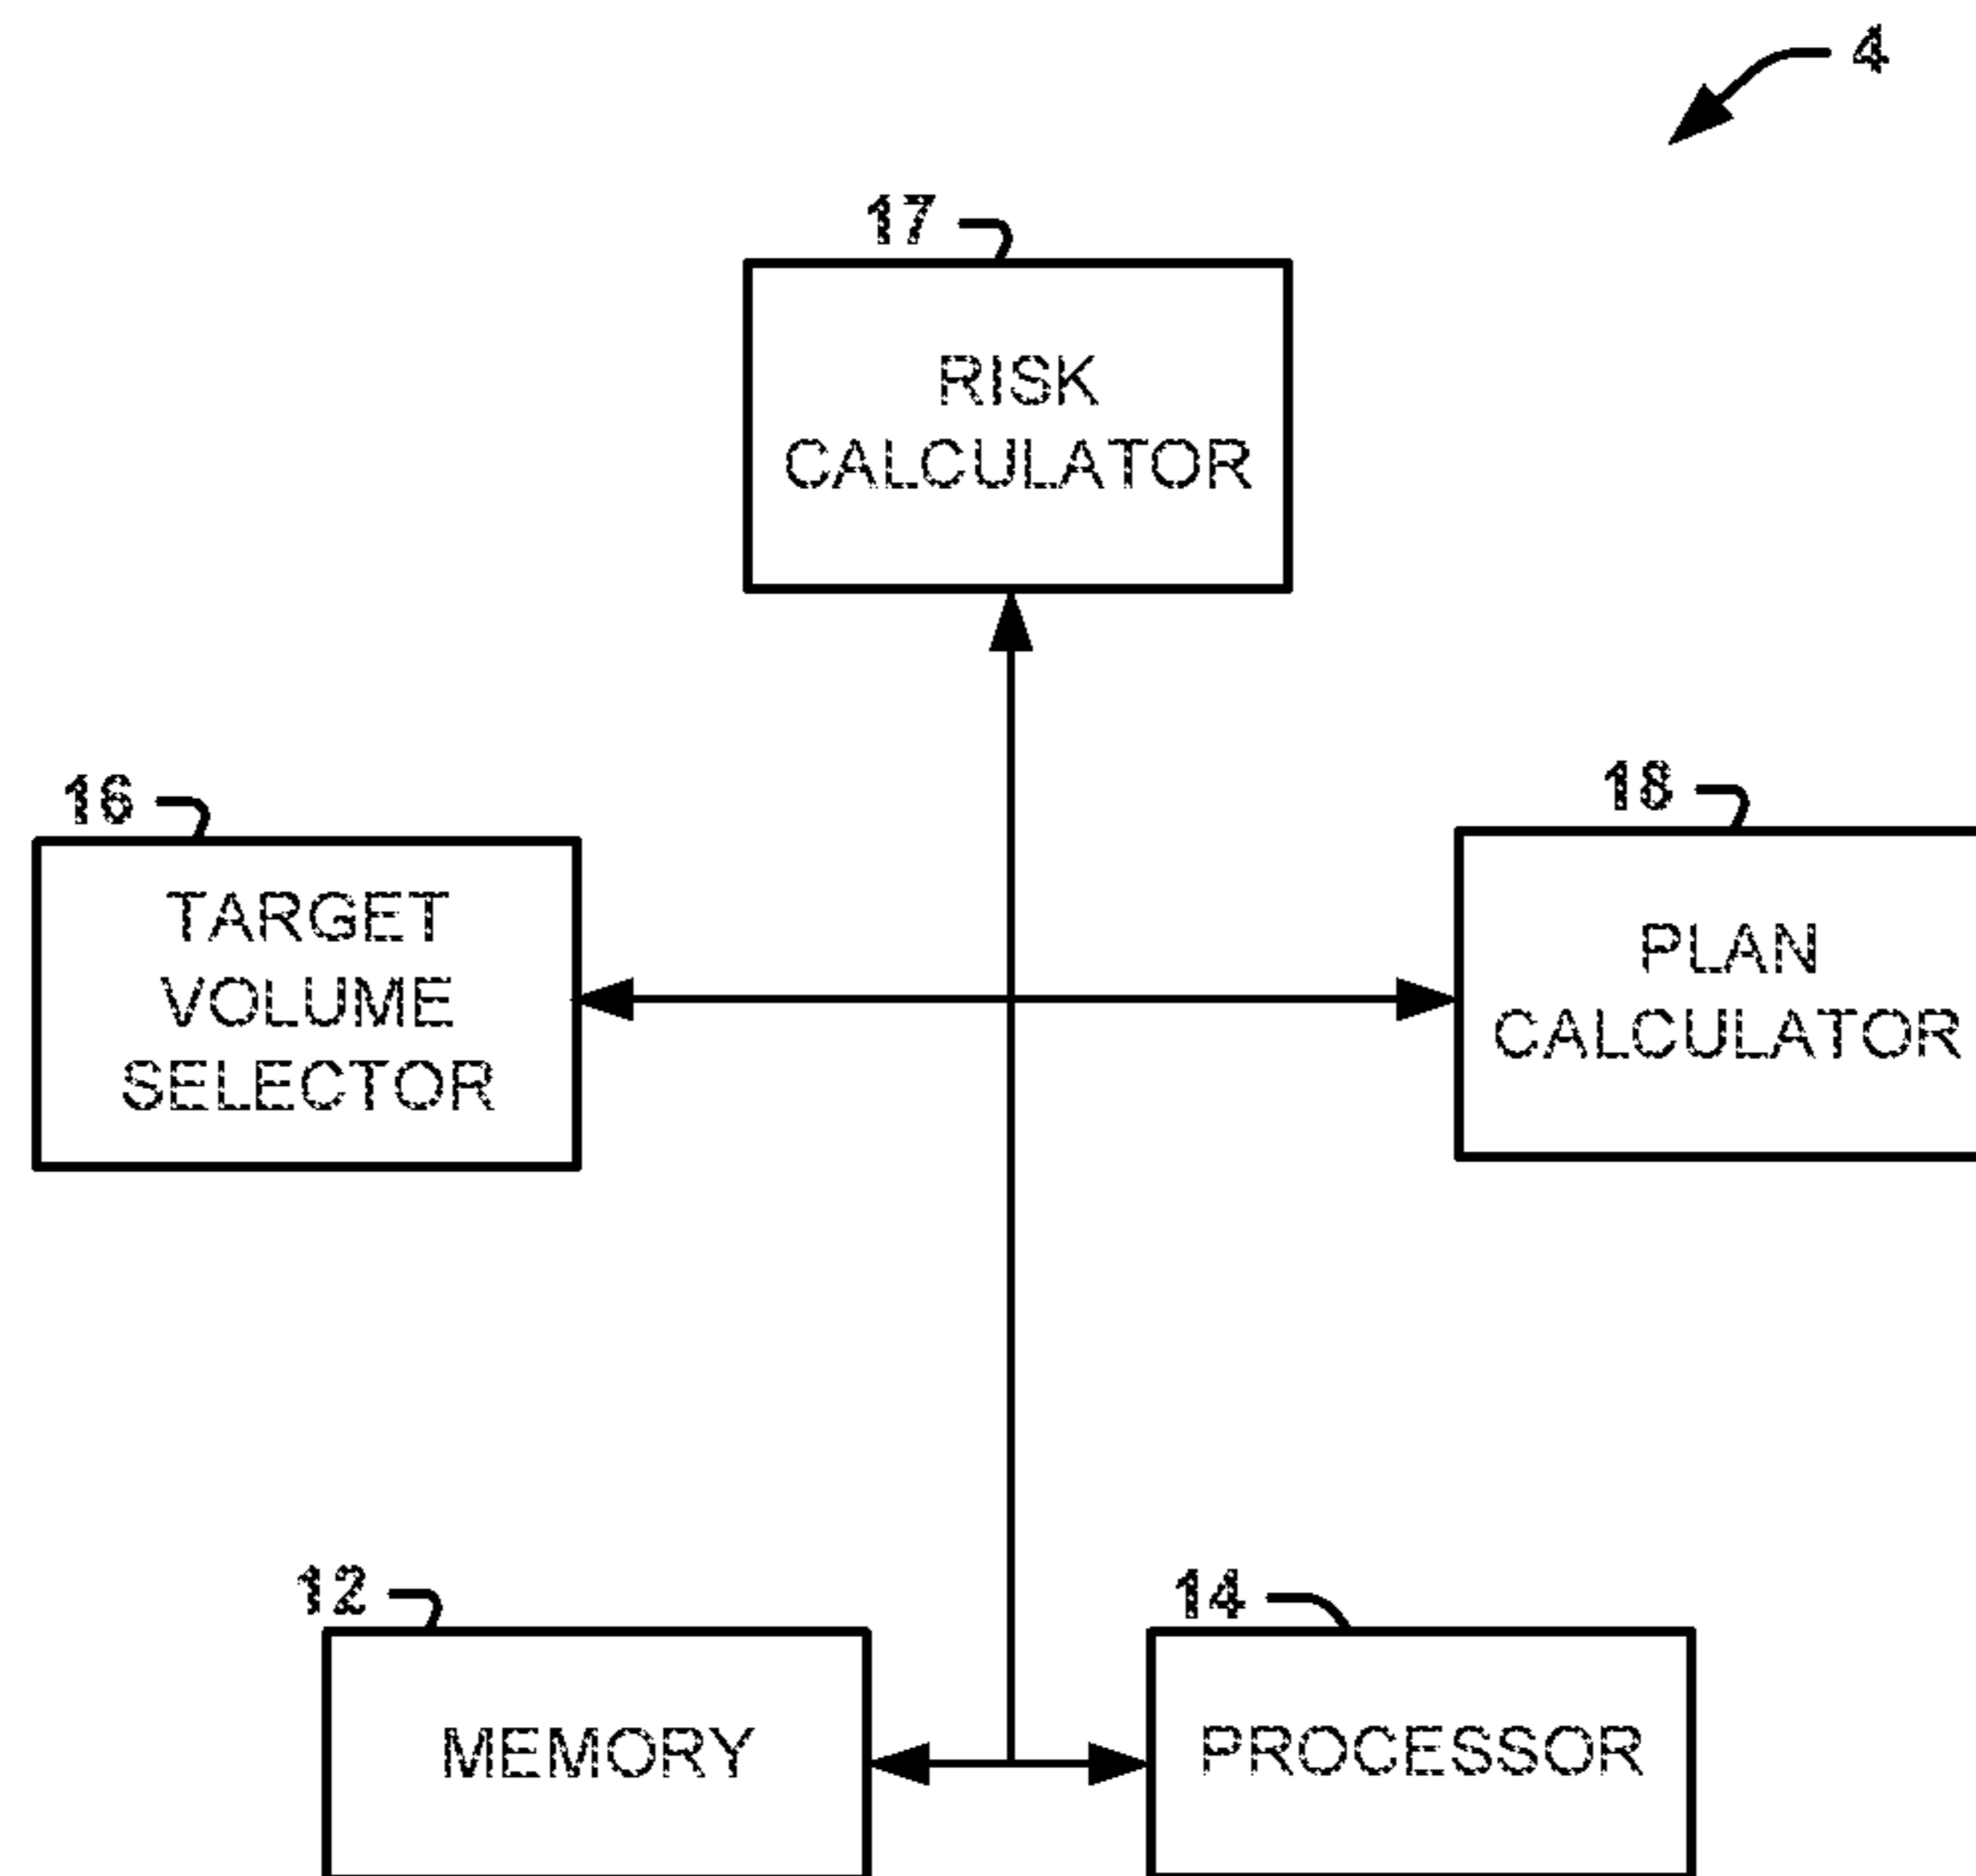 4
17
RISK
CALCULATOR
16
TARGET
VOLUME
SELECTOR
18
PLAN
CALCULATOR
12
MEMORY
14
PROCESSOR